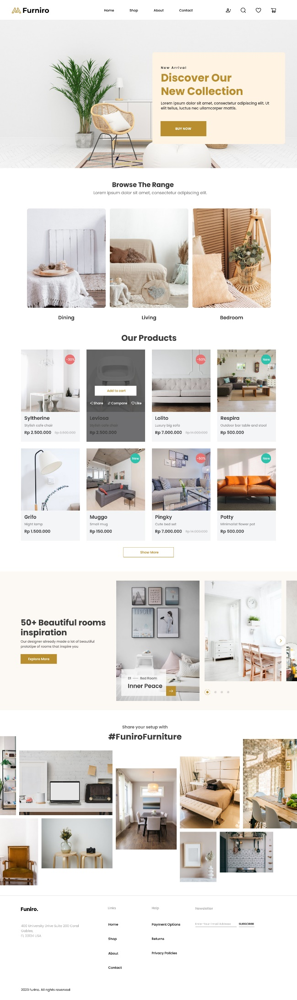 Furniro
Home
Shop
About
Contact
New Arrival
Discover Our
New Collection
Lorem ipsum dolor sit amet, consectetur adipiscing elit. Ut
elit tellus, luctus nec ullamcorper mattis.
BUY NOW
Browse The Range
Lorem ipsum dolor sit amet, consectetur adipiscing elit.
Dining
Living
Bedroom
Our Products
-30%
Syltherine
Stylish cafe chair
Rp 2.500.000 Rp 3.500.000
Add to cart
Share
Compare
Like
Leviosa
Stylish cafe chair
Rp 2.500.000
-50%
Lolito
Luxury big sofa
Rp 7.000.000 Rp 14.000.000
New
Respira
Outdoor bar table and stool
Rp 500.000
Grifo
Night lamp
Rp 1.500.000
New
Muggo
Small mug
Rp 150.000
-50%
Pingky
Cute bed set
Rp 7.000.000 Rp 14.000.000
New
Potty
Minimalist flower pot
Rp 500.000
Show More
50+ Beautiful rooms
inspiration
Our designer already made a lot of beautiful
prototipe of rooms that inspire you
Explore More
01 Bed Room
Inner Peace
Share your setup with
#FuniroFurniture
Funiro.
400 University Drive Suite 200 Coral
Gables,
FL 33134 USA
Links
Home
Shop
About
Contact
Help
Payment Options
Returns
Privacy Policies
Newsletter
Enter Your Email Address
SUBSCRIBE
2023 furino. All rights reverved